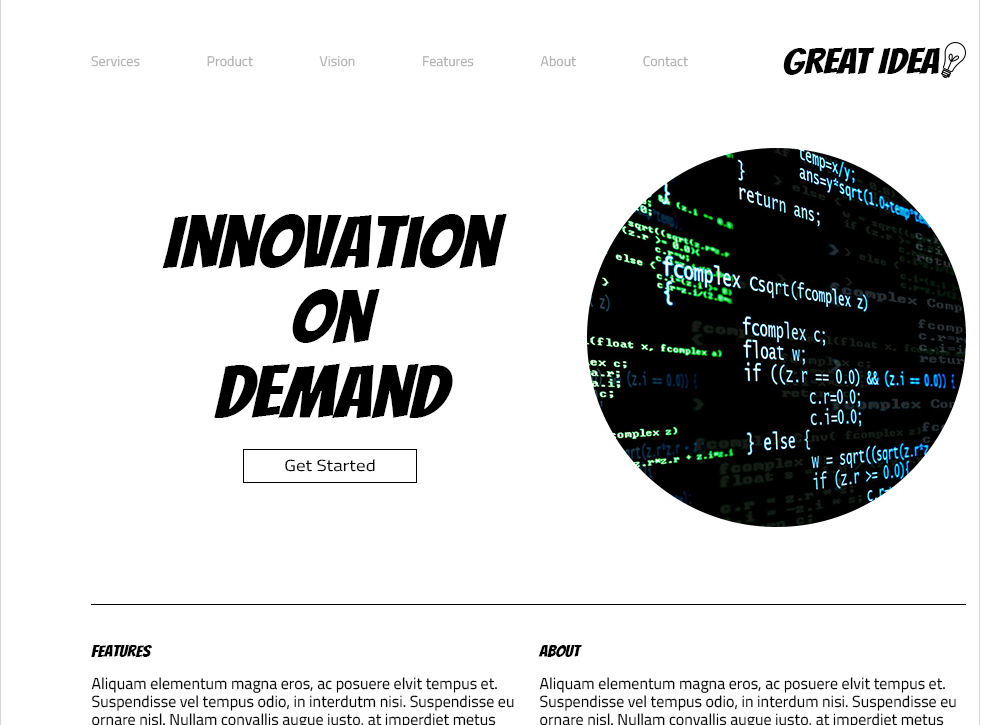 Services Product Vision Features About Contact GREAT IDEA
INNOVATION
ON
DEMAND
Get Started
temp=x/y;
ans=y*sqrt(1.0+temp*temp
}
return ans;
}
else {
fcomplex Csqrt(fcomplex z)
{
fcomplex c;
float w;
if ((z.r == 0.0) && (z.i == 0.0)) {
c.r=0.0;
c.i=0.0;
} else {
w = sqrt((sqrt(z.r*z
if (z.r >= 0.0){
(float x, fcomplex a)
FEATURES
Aliquam elementum magna eros, ac posuere elvit tempus et.
Suspendisse vel tempus odio, in interdutm nisi. Suspendisse eu
ornare nisl. Nullam convallis augue justo, at imperdiet metus
ABOUT
Aliquam elementum magna eros, ac posuere elvit tempus et.
Suspendisse vel tempus odio, in interdum nisi. Suspendisse eu
ornare nisl. Nullam convallis augue justo, at imperdiet metus